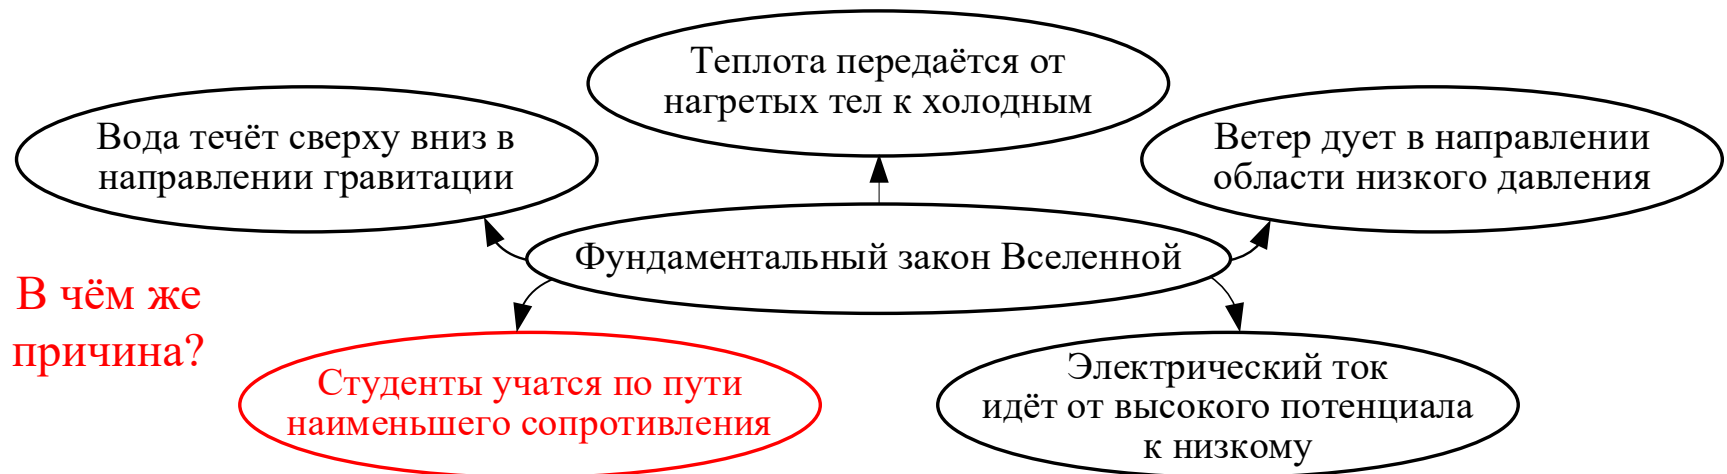 Теплота передаётся от
нагретых тел к холодным
Вода течёт сверху вниз в
направлении гравитации
Ветер дует в направлении
области низкого давления
Фундаментальный закон Вселенной
В чём же
причина?
Студенты учатся по пути
наименьшего сопротивления
Электрический ток
идёт от высокого потенциала
к низкому